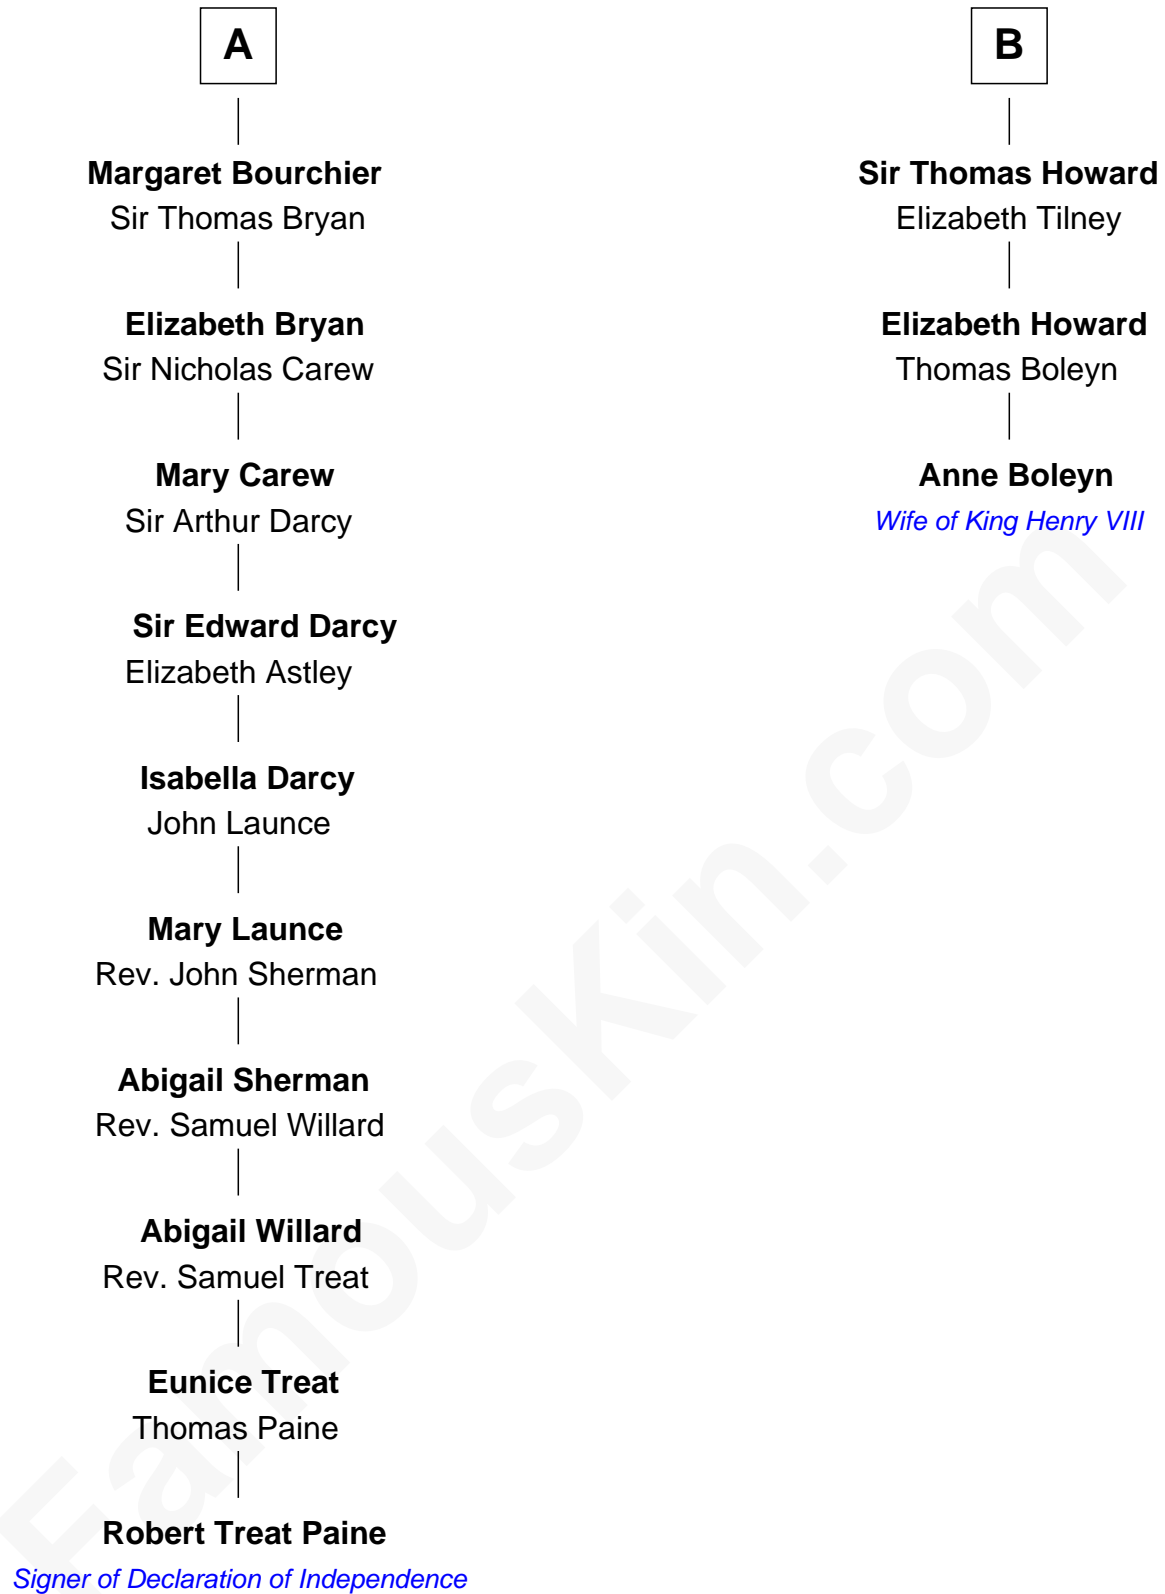 A
Margaret Bourchier
Sir Thomas Bryan
Elizabeth Bryan
Sir Nicholas Carew
Mary Carew
Sir Arthur Darcy
Sir Edward Darcy
Elizabeth Astley
Isabella Darcy
John Launce
Mary Launce
Rev. John Sherman
Abigail Sherman
Rev. Samuel Willard
Abigail Willard
Rev. Samuel Treat
Eunice Treat
Thomas Paine
Robert Treat Paine
Signer of Declaration of Independence
B
Sir Thomas Howard
Elizabeth Tilney
Elizabeth Howard
Thomas Boleyn
Anne Boleyn
Wife of King Henry VIII
FamousKin.com